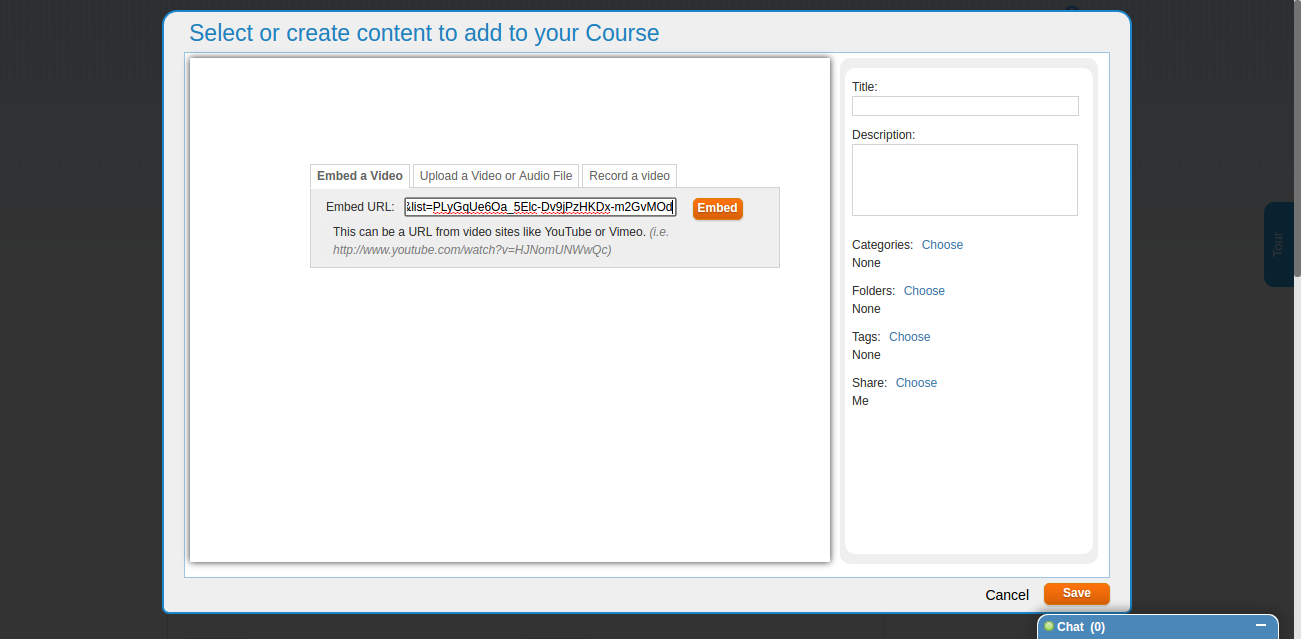 Select or create content to add to your Course
Embed a Video
Upload a Video or Audio File
Record a video
Embed URL:
&list=PLyGqUe6Oa_5Elc-Dv9jPzHKDx-m2GvMOd
Embed
This can be a URL from video sites like YouTube or Vimeo. (i.e.
http://www.youtube.com/watch?v=HJNomUNWwQc)
Title:
Description:
Categories: Choose
None
Folders: Choose
None
Tags: Choose
None
Share: Choose
Me
Tour
Cancel
Save
Chat (0)